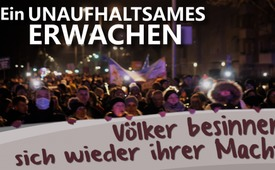 Ein UNAUFHALTSAMES
ERWACHEN
Völker besinnen
sich wieder ihrer Macht